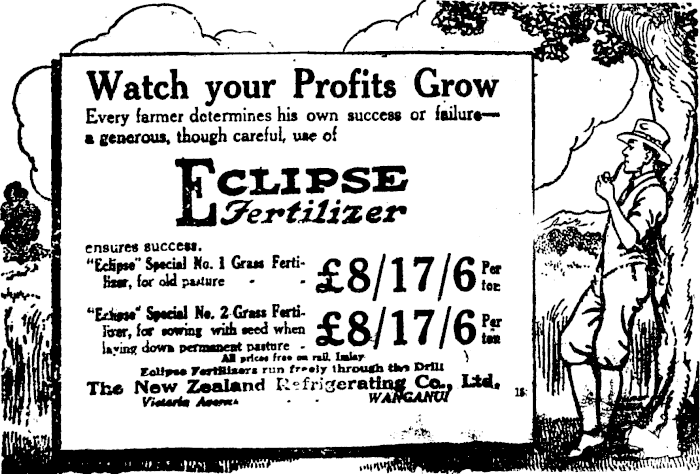 Watch your Profits Grow
Every farmer determines his own success or failure—
a generous, though careful, use of
ECLIPSE
Fertilizer
ensures success.
"Eclipse" Special No. 1 Grass Ferti-
lizer, for old pasture - - £8/17/6 Per ton
"Eclipse" Special No. 2 Grass Ferti-
lizer, for sowing with seed when
laying down permanent pasture - £8/17/6 Per ton
All prices free on rail, Imlay.
Eclipse Fertilizers run freely through the Drill
The New Zealand Refrigerating Co., Ltd.
Victoria Avenue - - WANGANUI